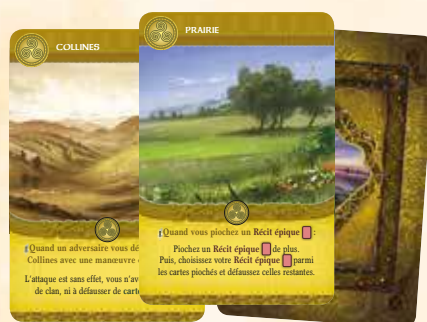 COLLINES
Quand un adversaire vous dé
Collines avec une manœuvre
L'attaque est sans effet, vous n'av
de clan, ni à défausser de cart
PRAIRIE
Quand vous piochez un Récit épique :
Piochez un Récit épique de plus.
Puis, choisissez votre Récit épique parmi
les cartes piochés et défaussez celles restantes.